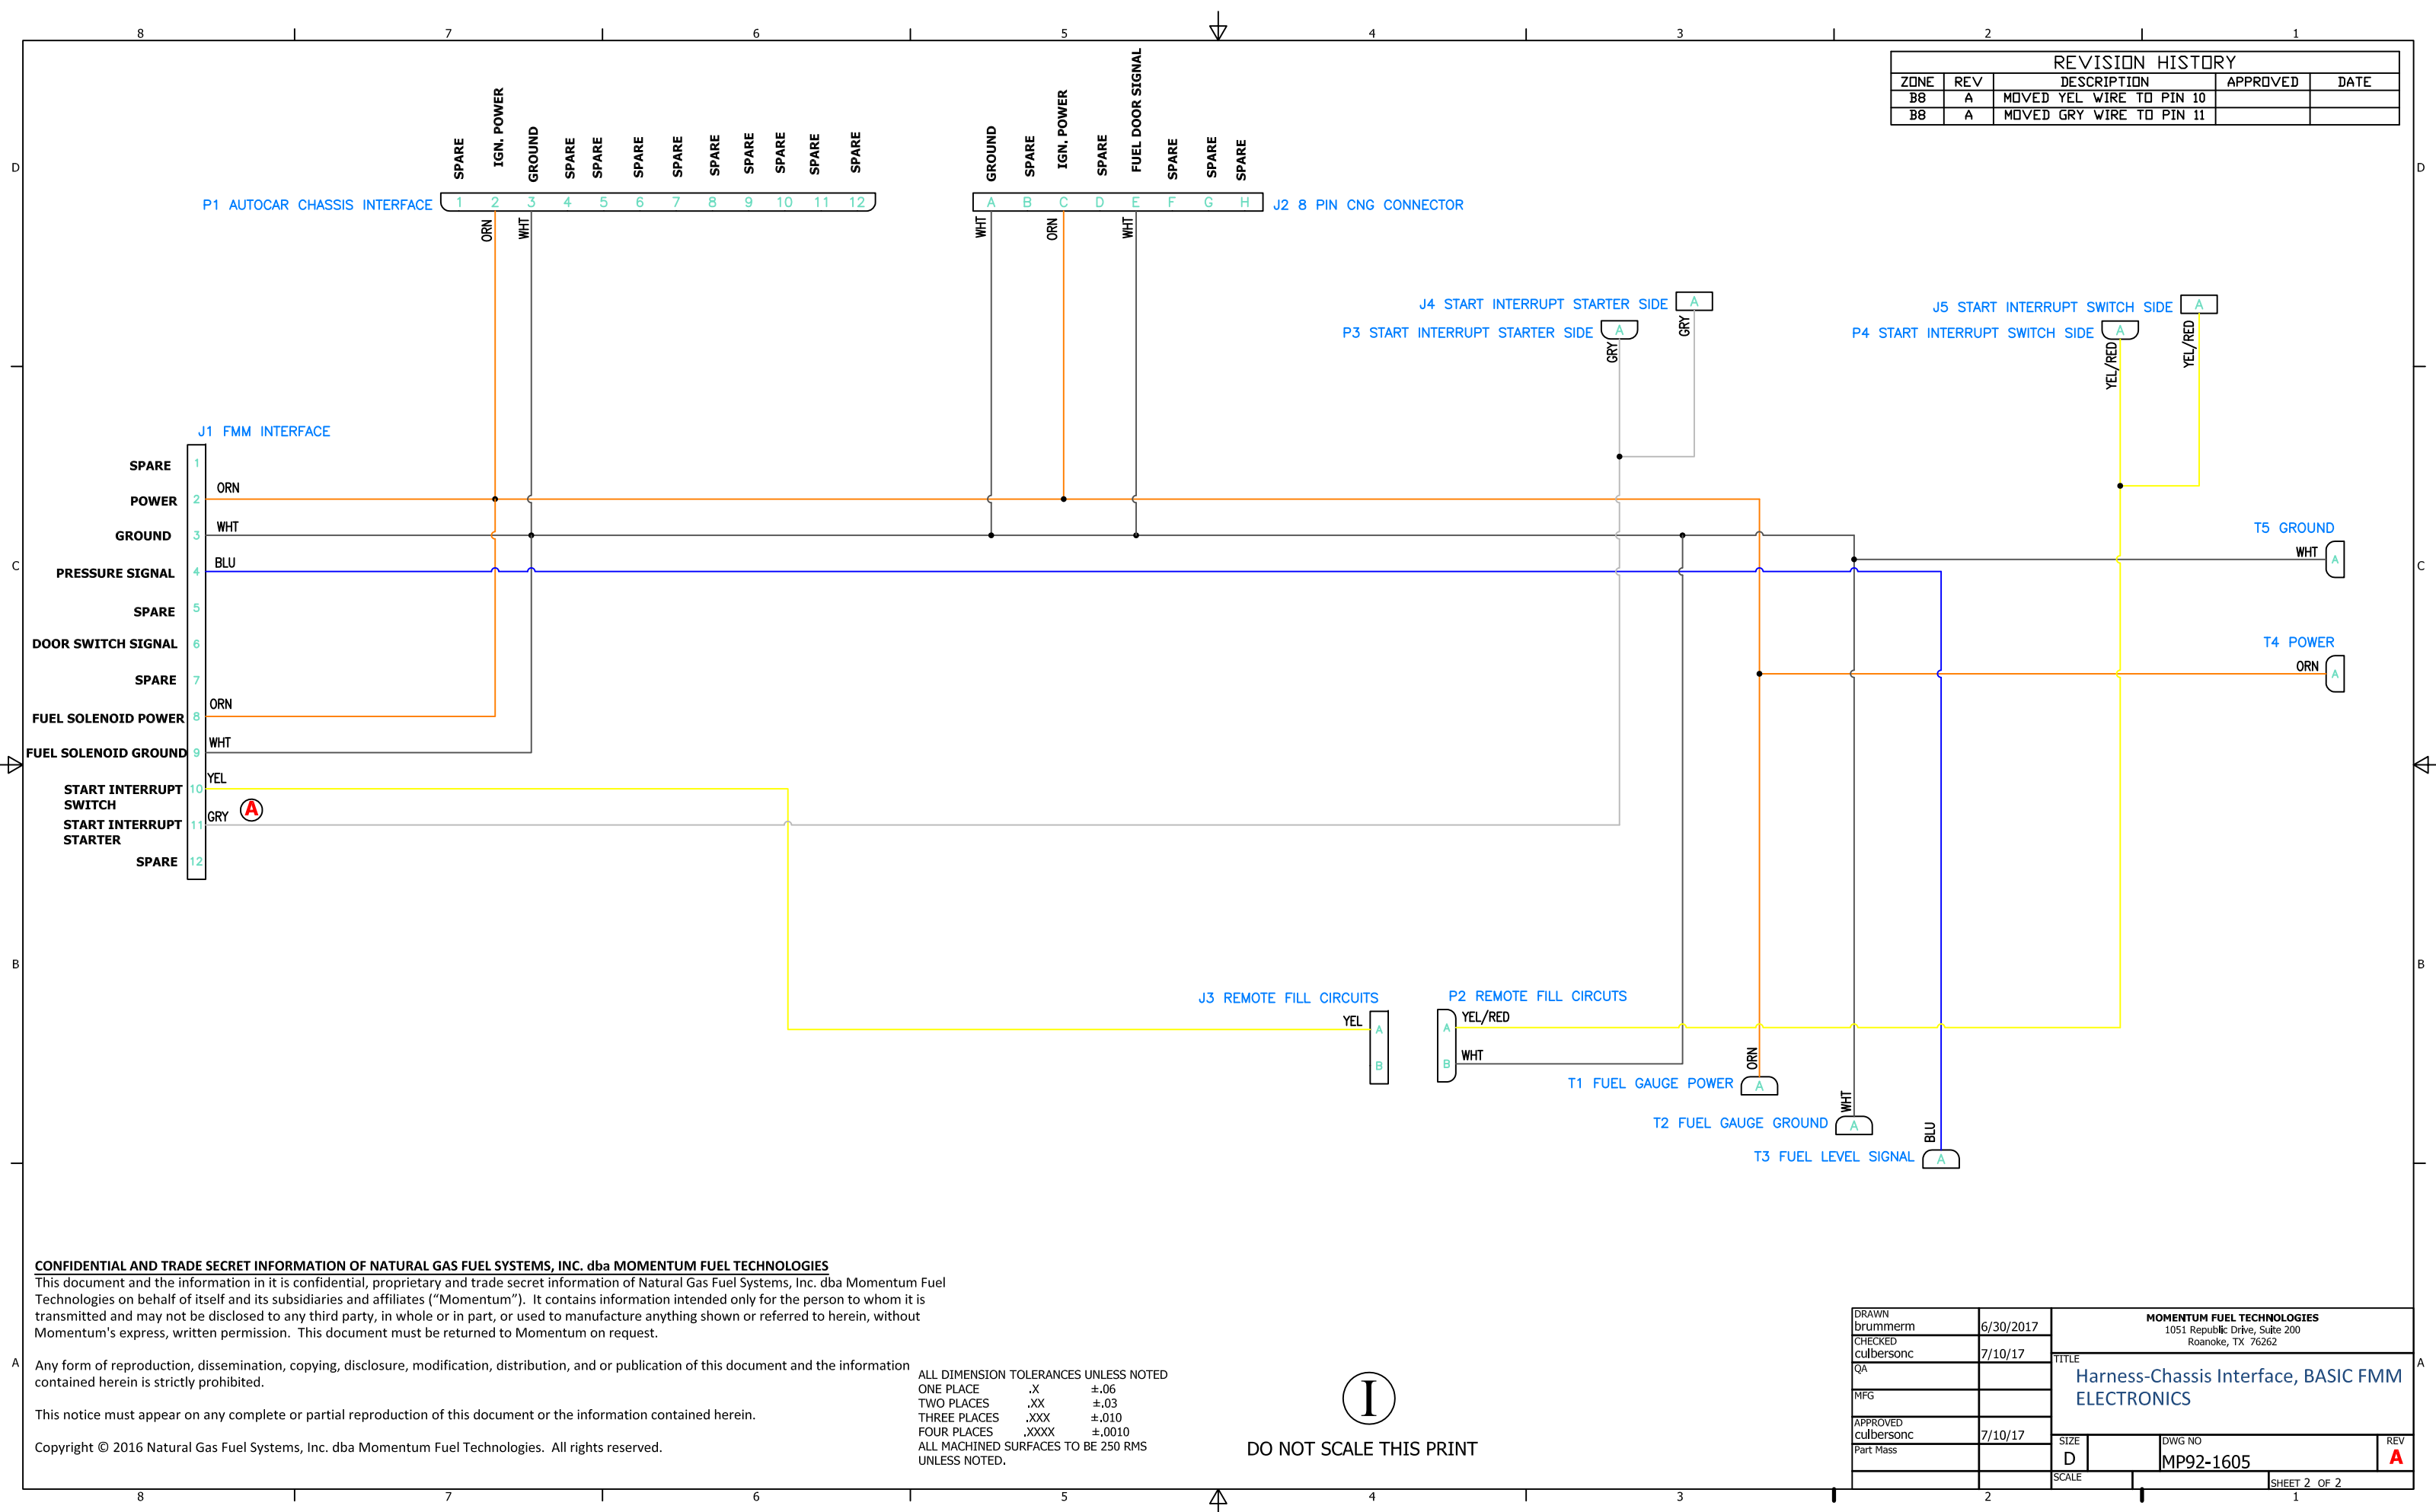 8 7 6 5 4 3 2 1
REVISION HISTORY
ZONE REV DESCRIPTION APPROVED DATE
B8 A MOVED YEL WIRE TO PIN 10
B8 A MOVED GRY WIRE TO PIN 11
D D
SPARE IGN. POWER GROUND SPARE SPARE SPARE SPARE SPARE SPARE SPARE SPARE SPARE
P1 AUTOCAR CHASSIS INTERFACE 1 2 3 4 5 6 7 8 9 10 11 12
ORN WHT
GROUND SPARE IGN. POWER SPARE FUEL DOOR SIGNAL SPARE SPARE SPARE
A B C D E F G H J2 8 PIN CNG CONNECTOR
WHT ORN WHT
J4 START INTERRUPT STARTER SIDE A
GRY
P3 START INTERRUPT STARTER SIDE A
GRY
J5 START INTERRUPT SWITCH SIDE A
YEL/RED
P4 START INTERRUPT SWITCH SIDE A
YEL/RED
J1 FMM INTERFACE
SPARE 1
POWER 2 ORN
GROUND 3 WHT
PRESSURE SIGNAL 4 BLU
SPARE 5
DOOR SWITCH SIGNAL 6
SPARE 7
FUEL SOLENOID POWER 8 ORN
FUEL SOLENOID GROUND 9 WHT
START INTERRUPT 10 YEL
SWITCH
A
START INTERRUPT 11 GRY
STARTER
SPARE 12
T5 GROUND
WHT A
C C
T4 POWER
ORN A
B B
J3 REMOTE FILL CIRCUITS
YEL A
B
P2 REMOTE FILL CIRCUTS
A YEL/RED
B WHT
ORN
T1 FUEL GAUGE POWER A
WHT
T2 FUEL GAUGE GROUND A
BLU
T3 FUEL LEVEL SIGNAL A
CONFIDENTIAL AND TRADE SECRET INFORMATION OF NATURAL GAS FUEL SYSTEMS, INC. dba MOMENTUM FUEL TECHNOLOGIES
This document and the information in it is confidential, proprietary and trade secret information of Natural Gas Fuel Systems, Inc. dba Momentum Fuel
Technologies on behalf of itself and its subsidiaries and affiliates (“Momentum”). It contains information intended only for the person to whom it is
transmitted and may not be disclosed to any third party, in whole or in part, or used to manufacture anything shown or referred to herein, without
Momentum's express, written permission. This document must be returned to Momentum on request.
A A
Any form of reproduction, dissemination, copying, disclosure, modification, distribution, and or publication of this document and the information
contained herein is strictly prohibited.
This notice must appear on any complete or partial reproduction of this document or the information contained herein.
Copyright © 2016 Natural Gas Fuel Systems, Inc. dba Momentum Fuel Technologies. All rights reserved.
ALL DIMENSION TOLERANCES UNLESS NOTED
ONE PLACE .X ±.06
TWO PLACES .XX ±.03
THREE PLACES .XXX ±.010
FOUR PLACES .XXXX ±.0010
ALL MACHINED SURFACES TO BE 250 RMS
UNLESS NOTED.
I
DO NOT SCALE THIS PRINT
DRAWN
brummerm 6/30/2017
CHECKED
culbersonc 7/10/17
QA
MFG
APPROVED
culbersonc 7/10/17
Part Mass
MOMENTUM FUEL TECHNOLOGIES
1051 Republic Drive, Suite 200
Roanoke, TX 76262
TITLE
Harness-Chassis Interface, BASIC FMM
ELECTRONICS
SIZE DWG NO REV
D MP92-1605 A
SCALE SHEET 2 OF 2
8 7 6 5 4 3 2 1